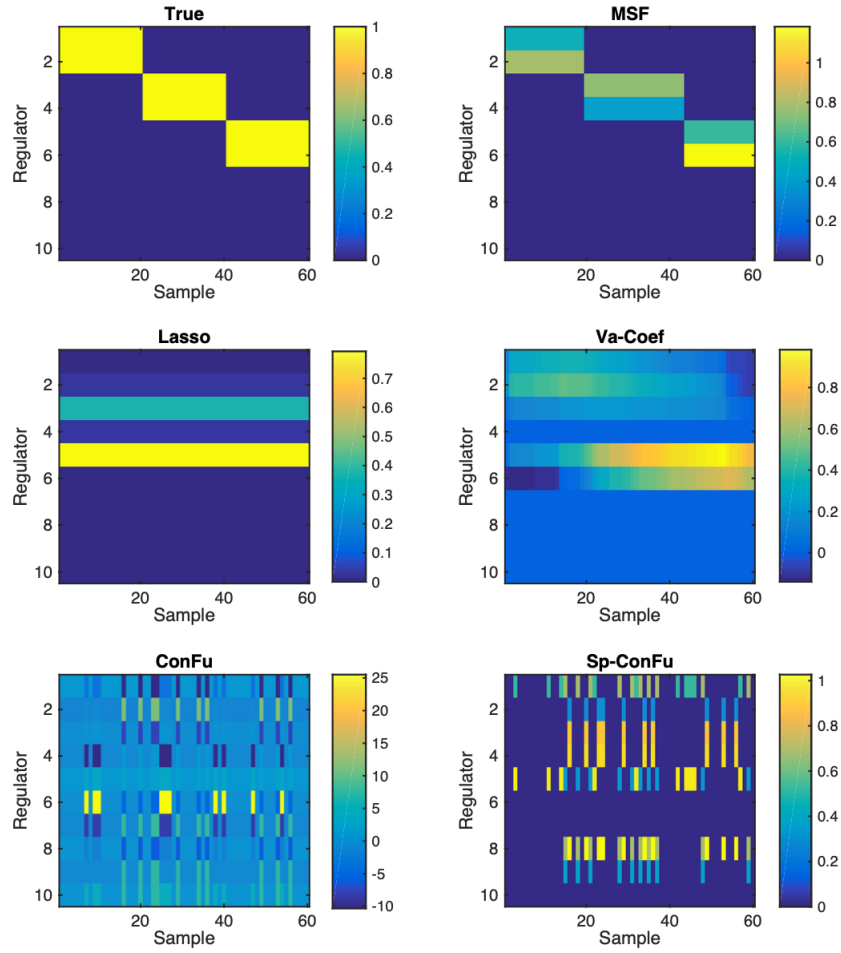 True
1
0.8
0.6
0.4
0.2
0
2
4
6
8
10
20 40 60
Sample
Regulator
MSF
1
0.8
0.6
0.4
0.2
0
2
4
6
8
10
20 40 60
Sample
Regulator
Lasso
0.7
0.6
0.5
0.4
0.3
0.2
0.1
0
2
4
6
8
10
20 40 60
Sample
Regulator
Va-Coef
0.8
0.6
0.4
0.2
0
2
4
6
8
10
20 40 60
Sample
Regulator
ConFu
25
20
15
10
5
0
-5
-10
2
4
6
8
10
20 40 60
Sample
Regulator
Sp-ConFu
1
0.8
0.6
0.4
0.2
0
2
4
6
8
10
20 40 60
Sample
Regulator